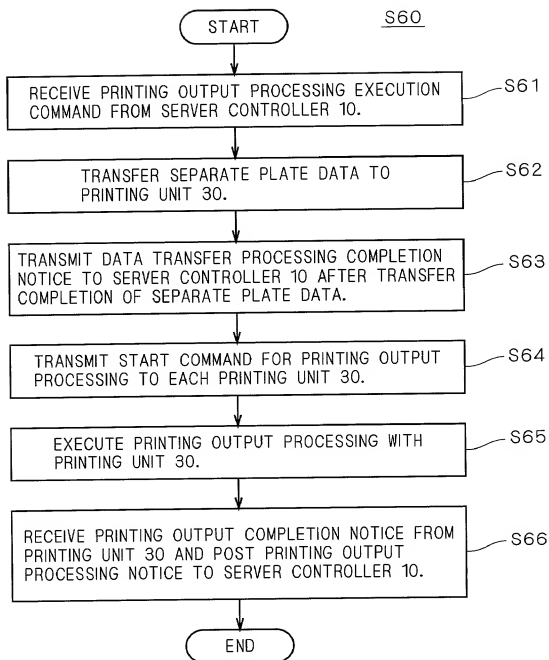 S60
START
RECEIVE PRINTING OUTPUT PROCESSING EXECUTION
COMMAND FROM SERVER CONTROLLER 10.
S61
TRANSFER SEPARATE PLATE DATA TO
PRINTING UNIT 30.
S62
TRANSMIT DATA TRANSFER PROCESSING COMPLETION
NOTICE TO SERVER CONTROLLER 10 AFTER TRANSFER
COMPLETION OF SEPARATE PLATE DATA.
S63
TRANSMIT START COMMAND FOR PRINTING OUTPUT
PROCESSING TO EACH PRINTING UNIT 30.
S64
EXECUTE PRINTING OUTPUT PROCESSING WITH
PRINTING UNIT 30.
S65
RECEIVE PRINTING OUTPUT COMPLETION NOTICE FROM
PRINTING UNIT 30 AND POST PRINTING OUTPUT
PROCESSING NOTICE TO SERVER CONTROLLER 10.
S66
END